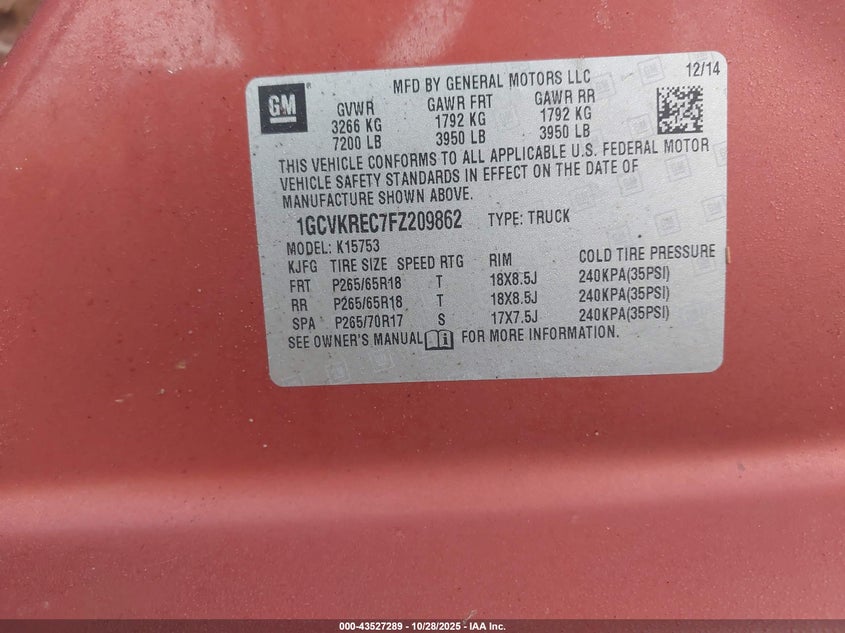 GM
MFD BY GENERAL MOTORS LLC 12/14
GVWR GAWR FRT GAWR RR
3266 KG 1792 KG 1792 KG
7200 LB 3950 LB 3950 LB
THIS VEHICLE CONFORMS TO ALL APPLICABLE U.S. FEDERAL MOTOR
VEHICLE SAFETY STANDARDS IN EFFECT ON THE DATE OF
MANUFACTURE SHOWN ABOVE.
1GCVKREC7FZ209862 TYPE: TRUCK
MODEL: K15753
KJFG TIRE SIZE SPEED RTG RIM COLD TIRE PRESSURE
FRT P265/65R18 T 18X8.5J 240KPA(35PSI)
RR P265/65R18 T 18X8.5J 240KPA(35PSI)
SPA P265/70R17 S 17X7.5J 240KPA(35PSI)
SEE OWNER'S MANUAL FOR MORE INFORMATION.
000-43527289 - 10/28/2025 - IAA Inc.